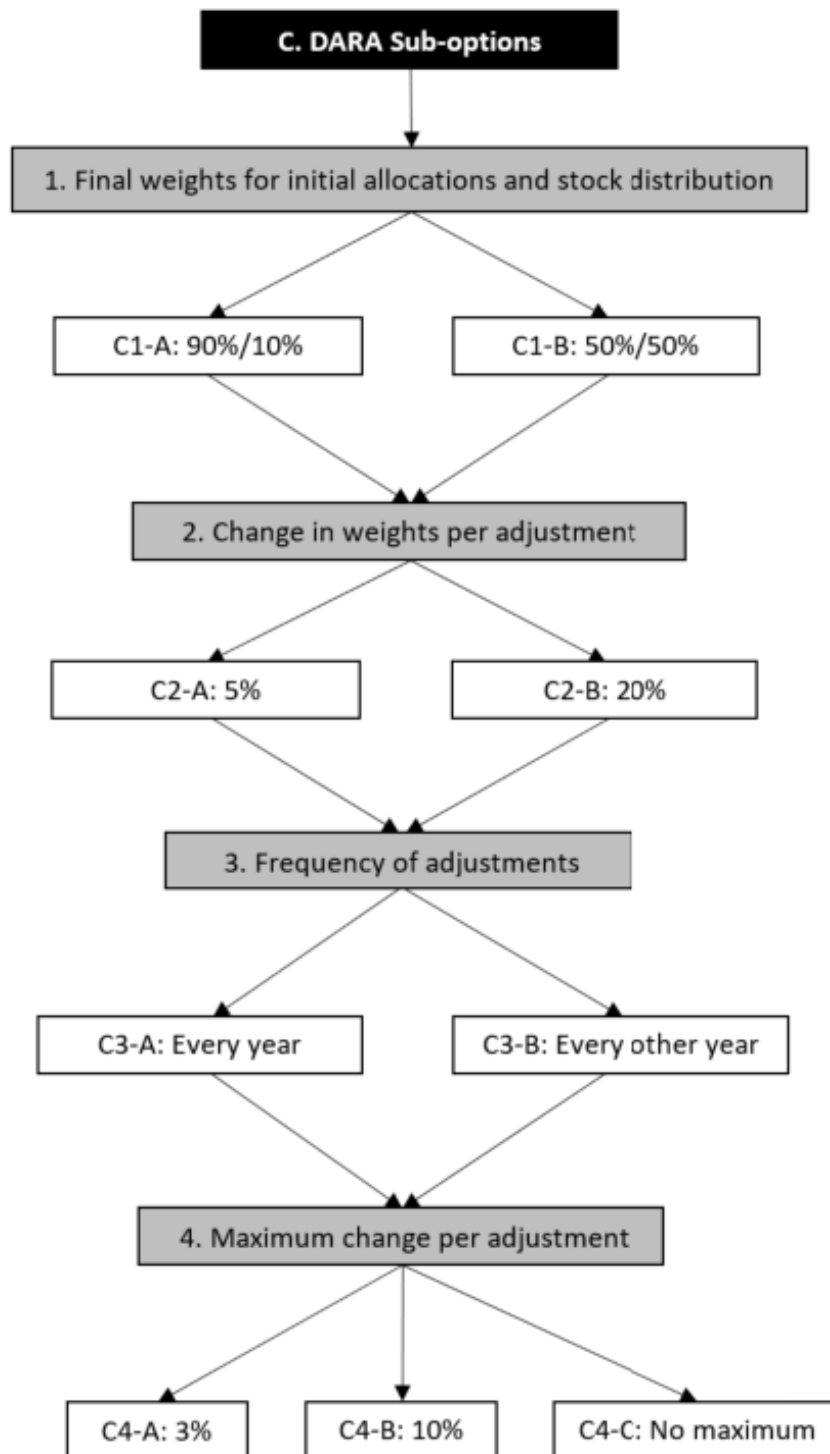 C. DARA Sub-options
1. Final weights for initial allocations and stock distribution
C1-A: 90%/10%
C1-B: 50%/50%
2. Change in weights per adjustment
C2-A: 5%
C2-B: 20%
3. Frequency of adjustments
C3-A: Every year
C3-B: Every other year
4. Maximum change per adjustment
C4-A: 3%
C4-B: 10%
C4-C: No maximum